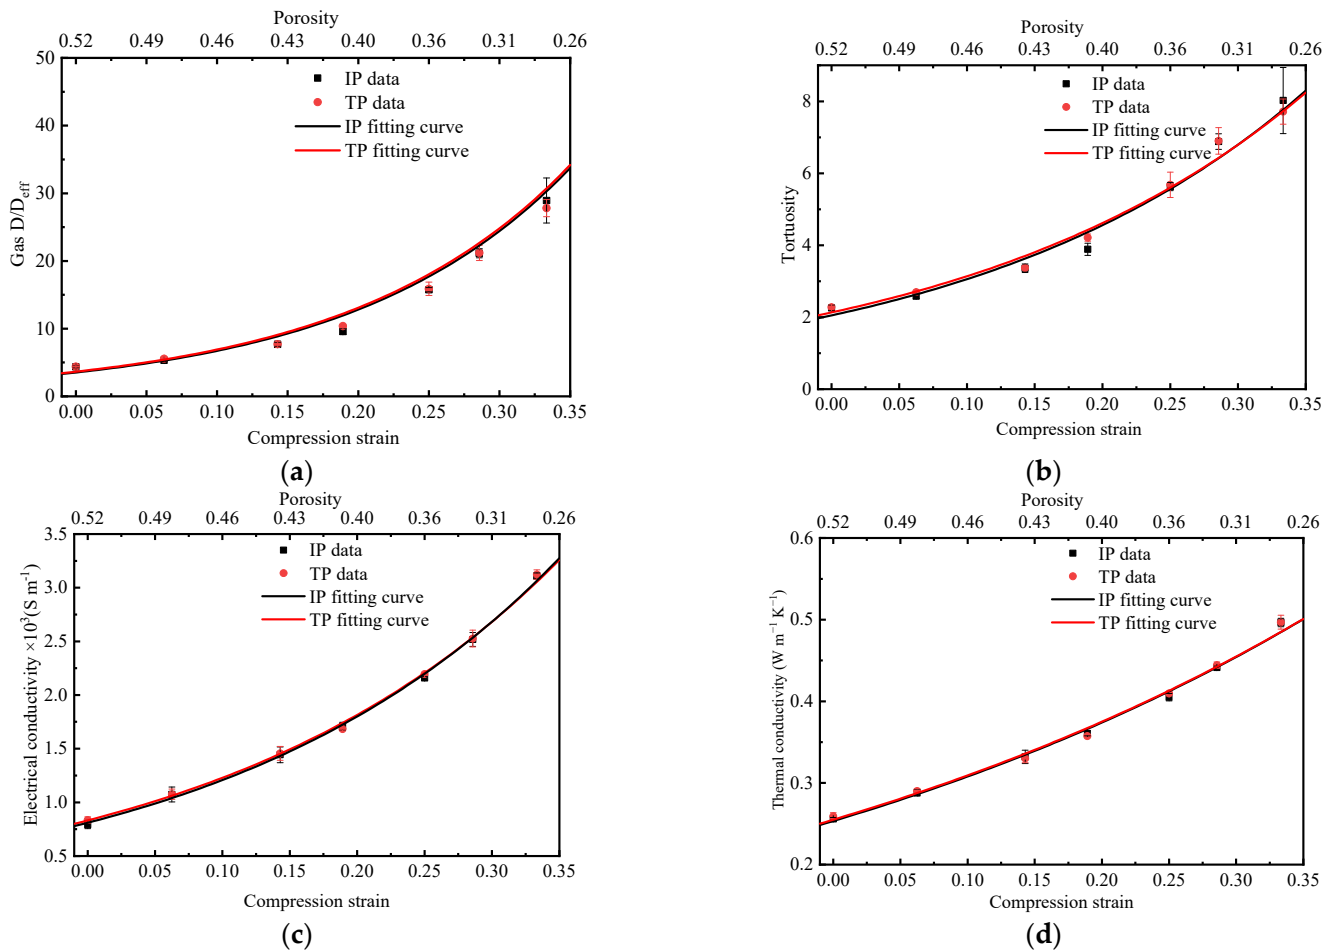 Porosity
0.52 0.49 0.46 0.43 0.40 0.36 0.31 0.26
50
40
30
20
10
0
Gas D/D_eff
IP data
TP data
IP fitting curve
TP fitting curve
0.00 0.05 0.10 0.15 0.20 0.25 0.30 0.35
Compression strain
(a)
Porosity
0.52 0.49 0.46 0.43 0.40 0.36 0.31 0.26
8
6
4
2
0
Tortuosity
IP data
TP data
IP fitting curve
TP fitting curve
0.00 0.05 0.10 0.15 0.20 0.25 0.30 0.35
Compression strain
(b)
Porosity
0.52 0.49 0.46 0.43 0.40 0.36 0.31 0.26
3.5
3.0
2.5
2.0
1.5
1.0
0.5
Electrical conductivity ×10³(S m⁻¹)
IP data
TP data
IP fitting curve
TP fitting curve
0.00 0.05 0.10 0.15 0.20 0.25 0.30 0.35
Compression strain
(c)
Porosity
0.52 0.49 0.46 0.43 0.40 0.36 0.31 0.26
0.6
0.5
0.4
0.3
0.2
Thermal conductivity (W m⁻¹ K⁻¹)
IP data
TP data
IP fitting curve
TP fitting curve
0.00 0.05 0.10 0.15 0.20 0.25 0.30 0.35
Compression strain
(d)